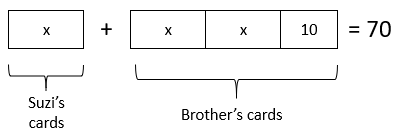 x + x x 10 = 70
Suzi's
cards
Brother's cards